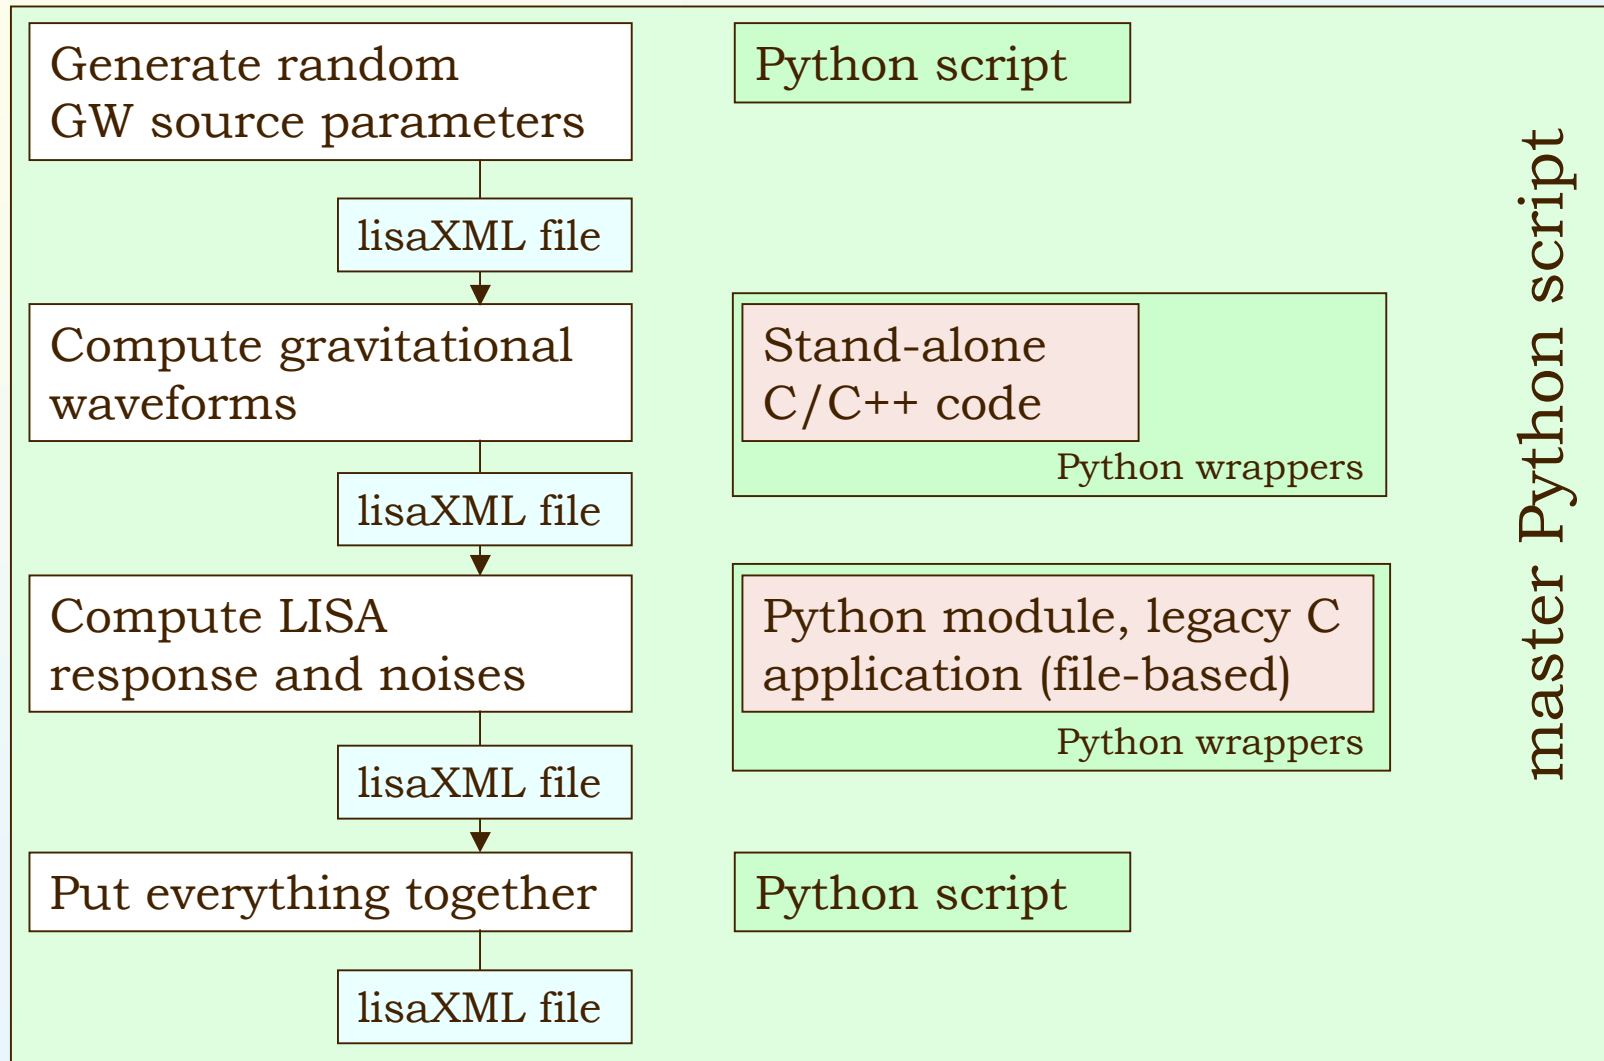 Generate random
GW source parameters
Python script
lisaXML file
Compute gravitational
waveforms
Stand-alone
C/C++ code
Python wrappers
lisaXML file
Compute LISA
response and noises
Python module, legacy C
application (file-based)
Python wrappers
lisaXML file
Put everything together
Python script
lisaXML file
master Python script